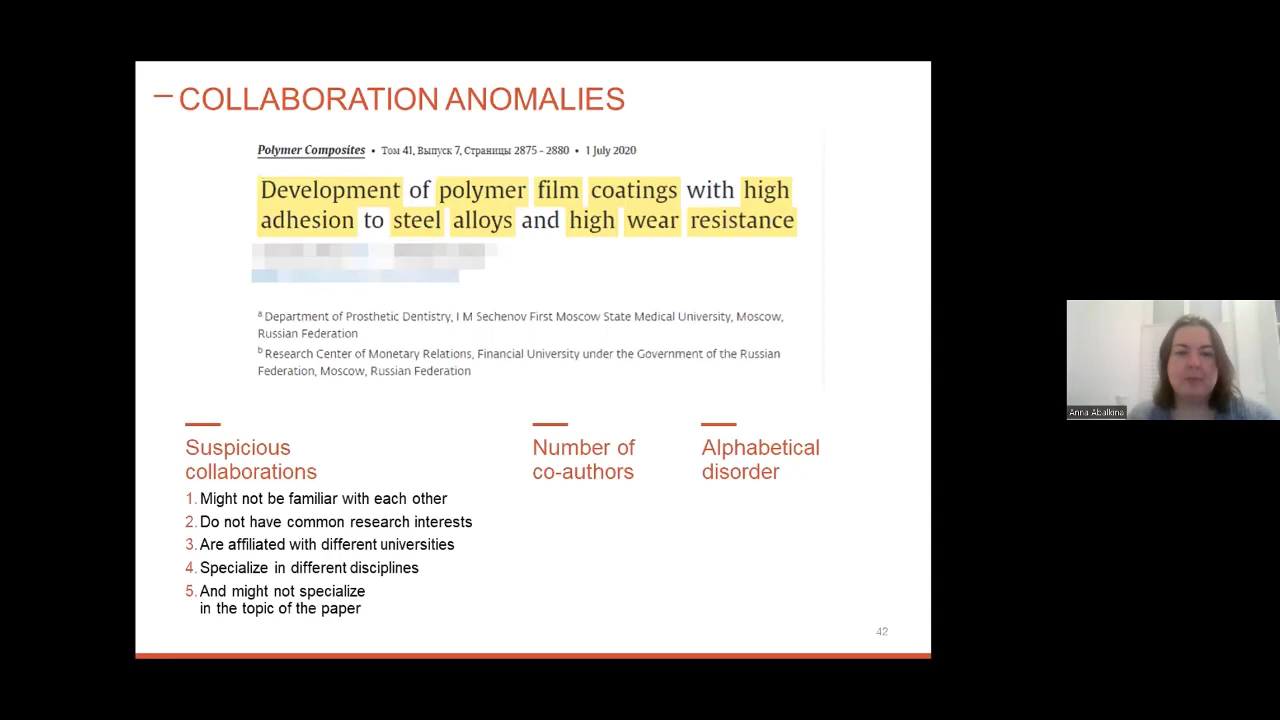 COLLABORATION ANOMALIES
Polymer Composites • Том 41, Выпуск 7, Страницы 2875 - 2880 • 1 July 2020
Development of polymer film coatings with high
adhesion to steel alloys and high wear resistance
a Department of Prosthetic Dentistry, I M Sechenov First Moscow State Medical University, Moscow,
Russian Federation
b Research Center of Monetary Relations, Financial University under the Government of the Russian
Federation, Moscow, Russian Federation
Suspicious
collaborations
1. Might not be familiar with each other
2. Do not have common research interests
3. Are affiliated with different universities
4. Specialize in different disciplines
5. And might not specialize
in the topic of the paper
Number of
co-authors
Alphabetical
disorder
42
Anna Abalkina